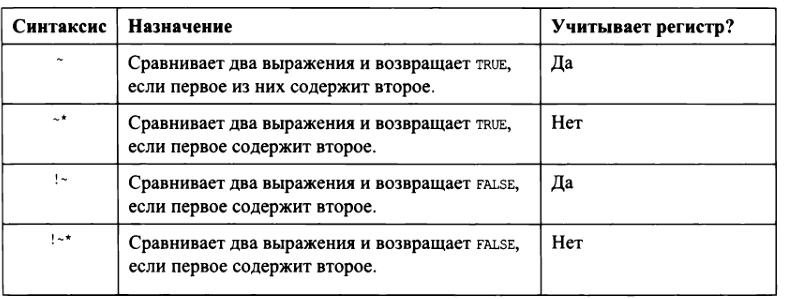 Синтаксис Назначение Учитывает регистр?
~ Сравнивает два выражения и возвращает TRUE, Да
если первое из них содержит второе.
~* Сравнивает два выражения и возвращает TRUE, Нет
если первое содержит второе.
!~ Сравнивает два выражения и возвращает FALSE, Да
если первое содержит второе.
!~* Сравнивает два выражения и возвращает FALSE, Нет
если первое содержит второе.